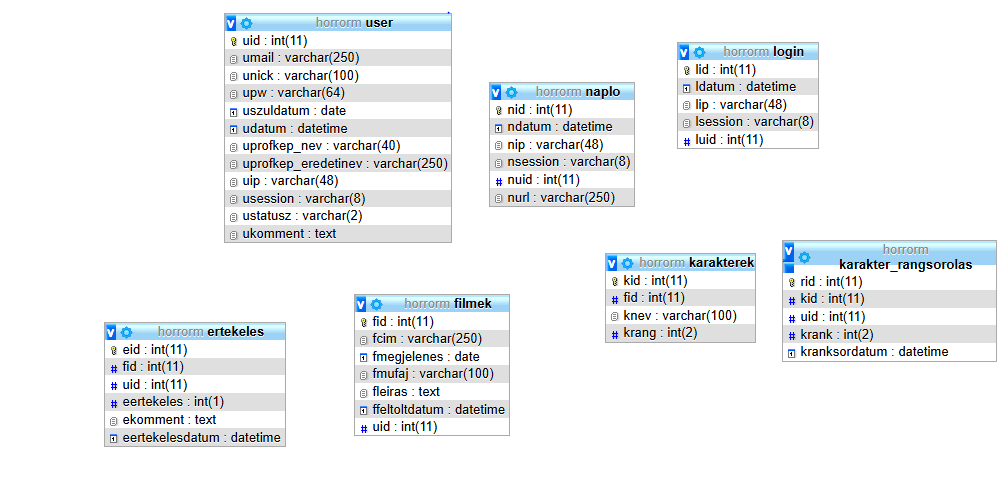 horrorm user
uid : int(11)
umail : varchar(250)
unick : varchar(100)
upw : varchar(64)
uszuldatum : date
udatum : datetime
uprofkep_nev : varchar(40)
uprofkep_eredetinev : varchar(250)
uip : varchar(48)
usession : varchar(8)
ustatusz : varchar(2)
ukomment : text
horrorm naplo
nid : int(11)
ndatum : datetime
nip : varchar(48)
nsession : varchar(8)
nuid : int(11)
nurl : varchar(250)
horrorm login
lid : int(11)
ldatum : datetime
lip : varchar(48)
lsession : varchar(8)
luid : int(11)
horrorm ertekeles
eid : int(11)
fid : int(11)
uid : int(11)
eertekeles : int(1)
ekomment : text
eertekelesdatum : datetime
horrorm filmek
fid : int(11)
fcim : varchar(250)
fmegjelenes : date
fmufaj : varchar(100)
fleiras : text
ffeltoltdatum : datetime
uid : int(11)
horrorm karakterek
kid : int(11)
fid : int(11)
knev : varchar(100)
krang : int(2)
horrorm
karakter_rangsorolas
rid : int(11)
kid : int(11)
uid : int(11)
krank : int(2)
kranksordatum : datetime